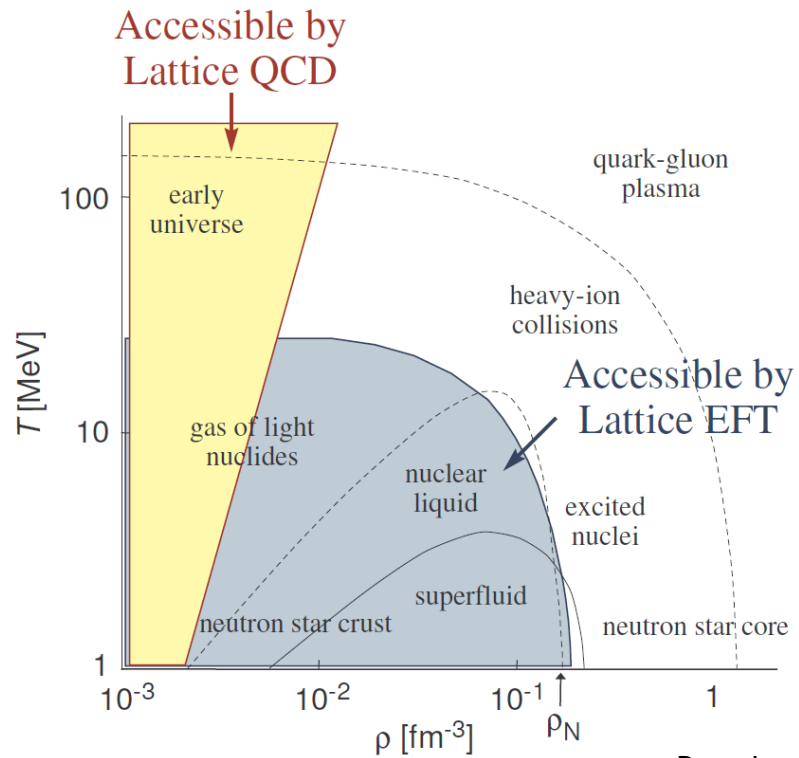 Accessible by
Lattice QCD
quark-gluon
plasma
100
early
universe
heavy-ion
collisions
T [MeV]
Accessible by
Lattice EFT
10
gas of light
nuclides
nuclear
liquid
excited
nuclei
superfluid
neutron star crust
neutron star core
1
10-3
10-2
10-1
1
ρN
ρ [fm-3]